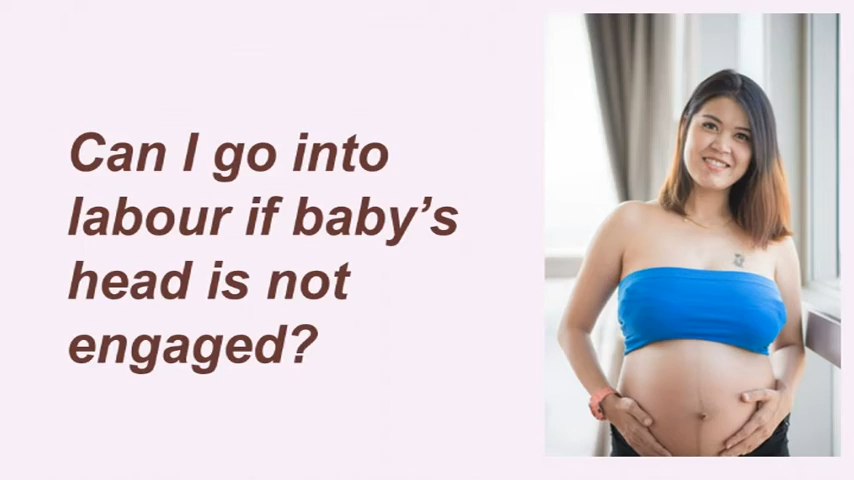 Can I go into
labour if baby’s
head is not
engaged?